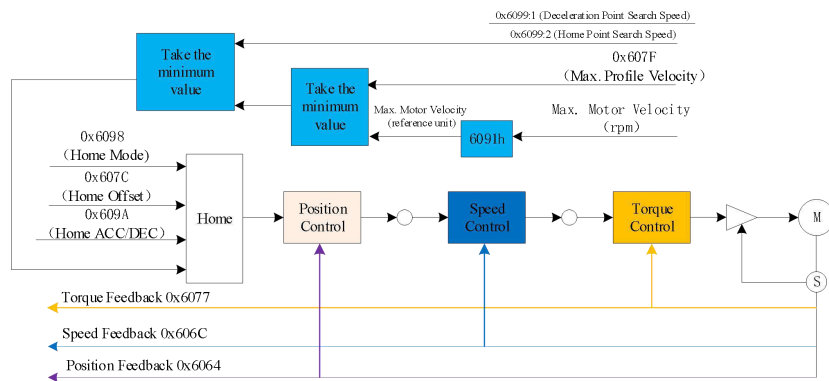 0x6099:1 (Deceleration Point Search Speed)
0x6099:2 (Home Point Search Speed)
0x607F
(Max. Profile Velocity)
Take the
minimum
value
Take the
minimum
value
Max. Motor Velocity
(reference unit)
6091h
Max. Motor Velocity
(rpm)
0x6098
(Home Mode)
0x607C
(Home Offset)
0x609A
(Home ACC/DEC)
Home
Position
Control
Speed
Control
Torque
Control
M
S
Torque Feedback 0x6077
Speed Feedback 0x606C
Position Feedback 0x6064